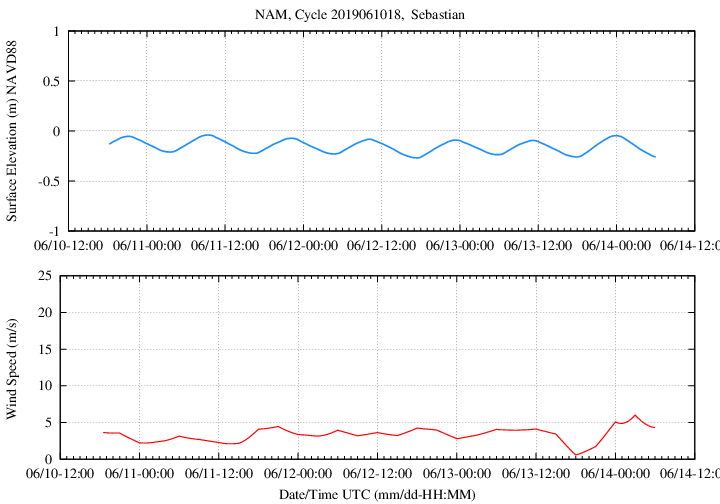 NAM, Cycle 2019061018,  Sebastian
Surface Elevation (m) NAVD88
1
0.5
0
-0.5
-1
06/10-12:00 06/11-00:00 06/11-12:00 06/12-00:00 06/12-12:00 06/13-00:00 06/13-12:00 06/14-00:00 06/14-12:00
Wind Speed (m/s)
25
20
15
10
5
0
06/10-12:00 06/11-00:00 06/11-12:00 06/12-00:00 06/12-12:00 06/13-00:00 06/13-12:00 06/14-00:00 06/14-12:00
Date/Time UTC (mm/dd-HH:MM)